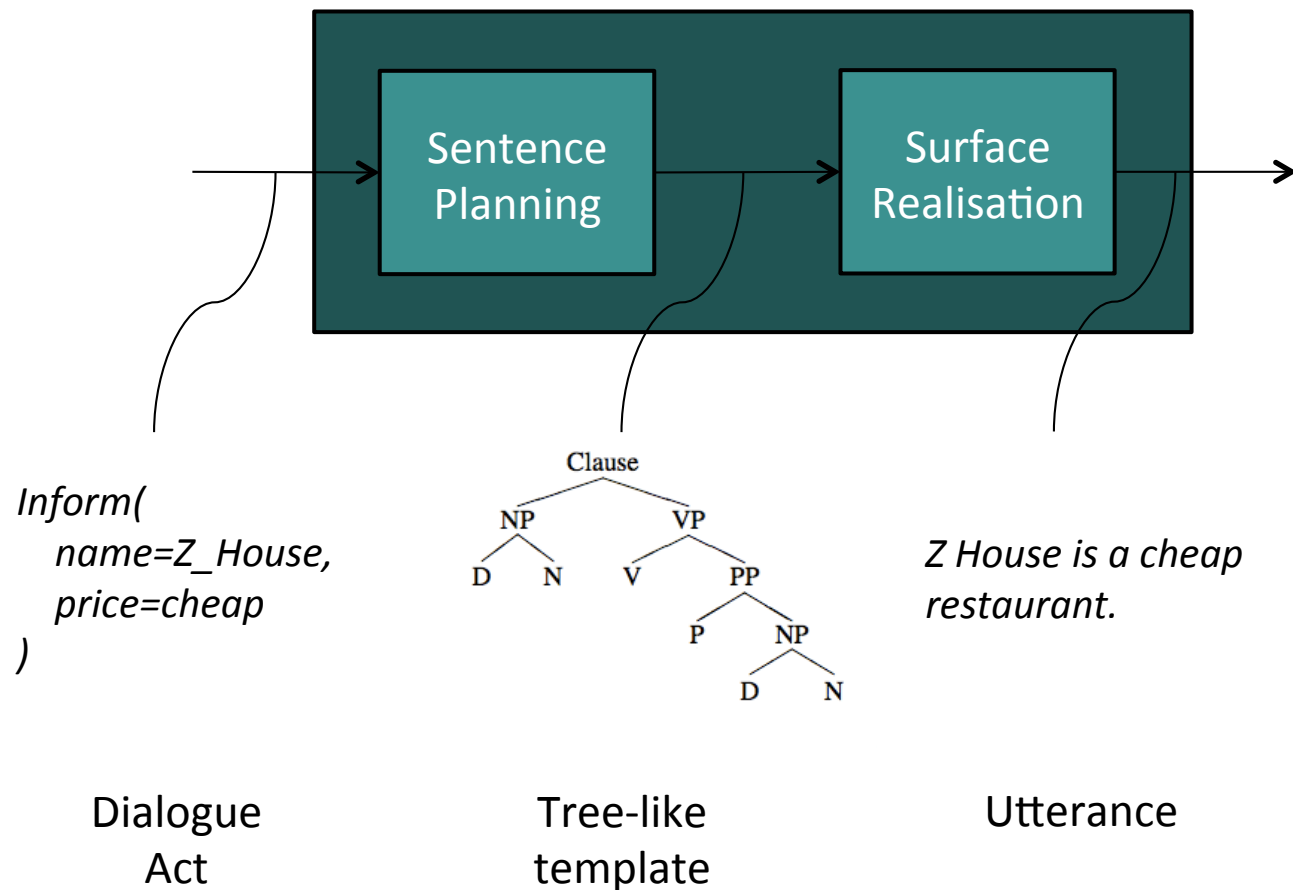 Sentence
Planning
Surface
Realisation
Inform(
name=Z_House,
price=cheap
)
Clause
NP VP
D N V PP
P NP
D N
Z House is a cheap
restaurant.
Dialogue
Act
Tree-like
template
Utterance